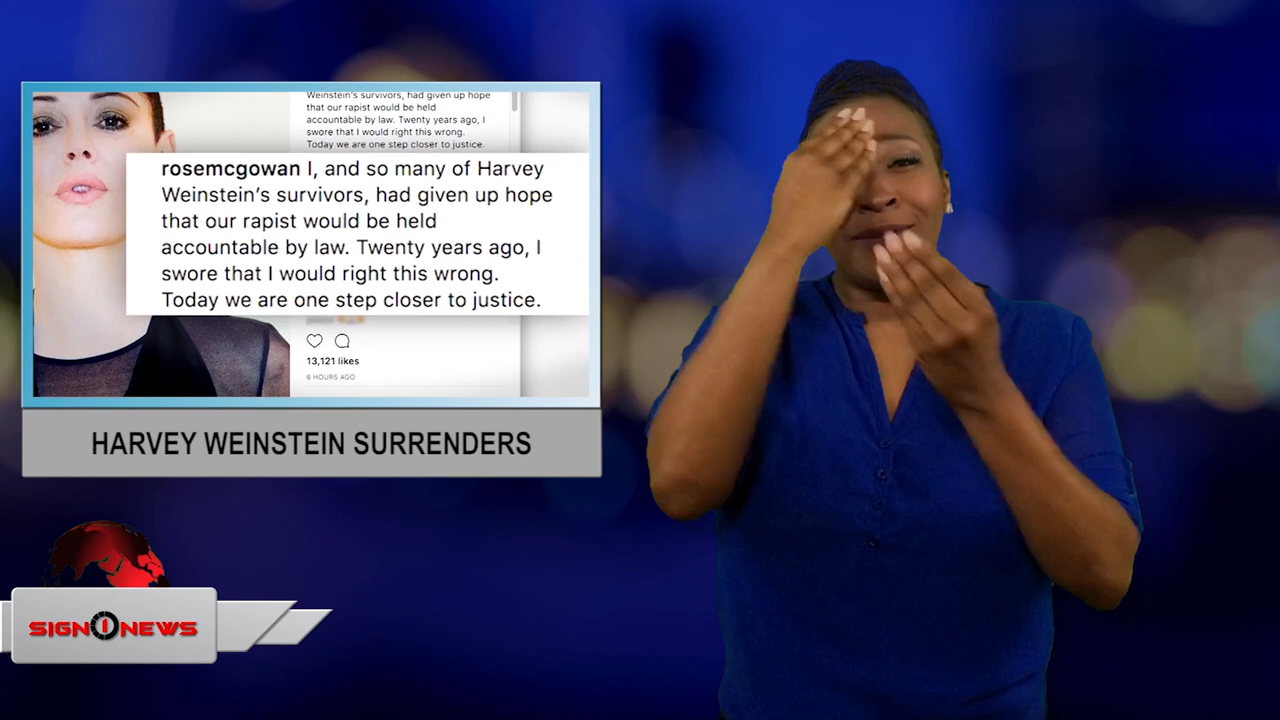 Weinstein's survivors, had given up hope
that our rapist would be held
accountable by law. Twenty years ago, I
swore that I would right this wrong.
Today we are one step closer to justice.
rosemcgowan I, and so many of Harvey
Weinstein's survivors, had given up hope
that our rapist would be held
accountable by law. Twenty years ago, I
swore that I would right this wrong.
Today we are one step closer to justice.
13,121 likes
6 HOURS AGO
HARVEY WEINSTEIN SURRENDERS
SIGN1NEWS